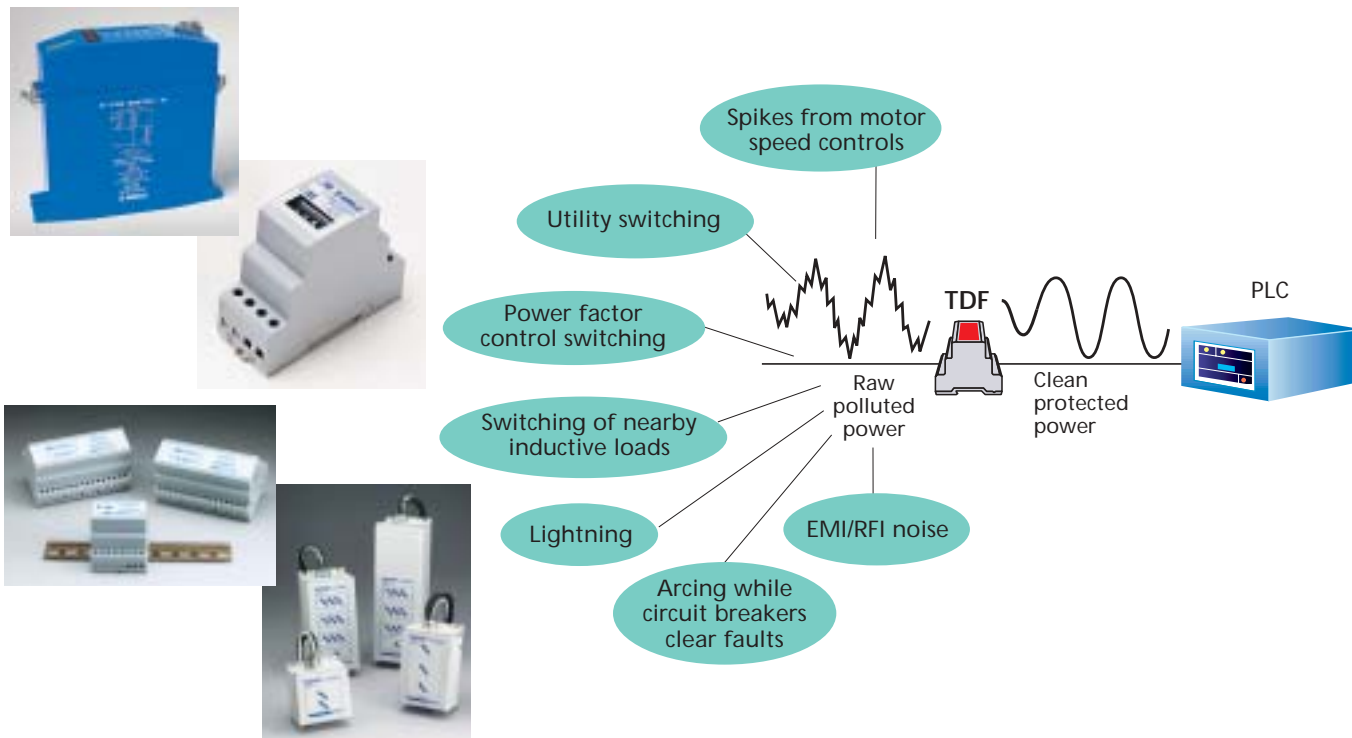 Spikes from motor
speed controls
Utility switching
Power factor
control switching
Switching of nearby
inductive loads
Lightning
Arcing while
circuit breakers
clear faults
EMI/RFI noise
Raw
polluted
power
TDF
Clean
protected
power
PLC